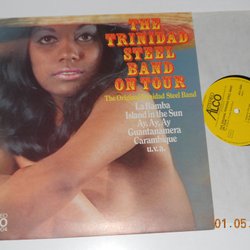 THE
TRINIDAD
STEEL
BAND
ON TOUR
The Original Trinidad Steel Band
La Bamba
Island in the Sun
Ay, Ay, Ay
Guantanamera
Carambique
u.v.a.
ALCO
01.05